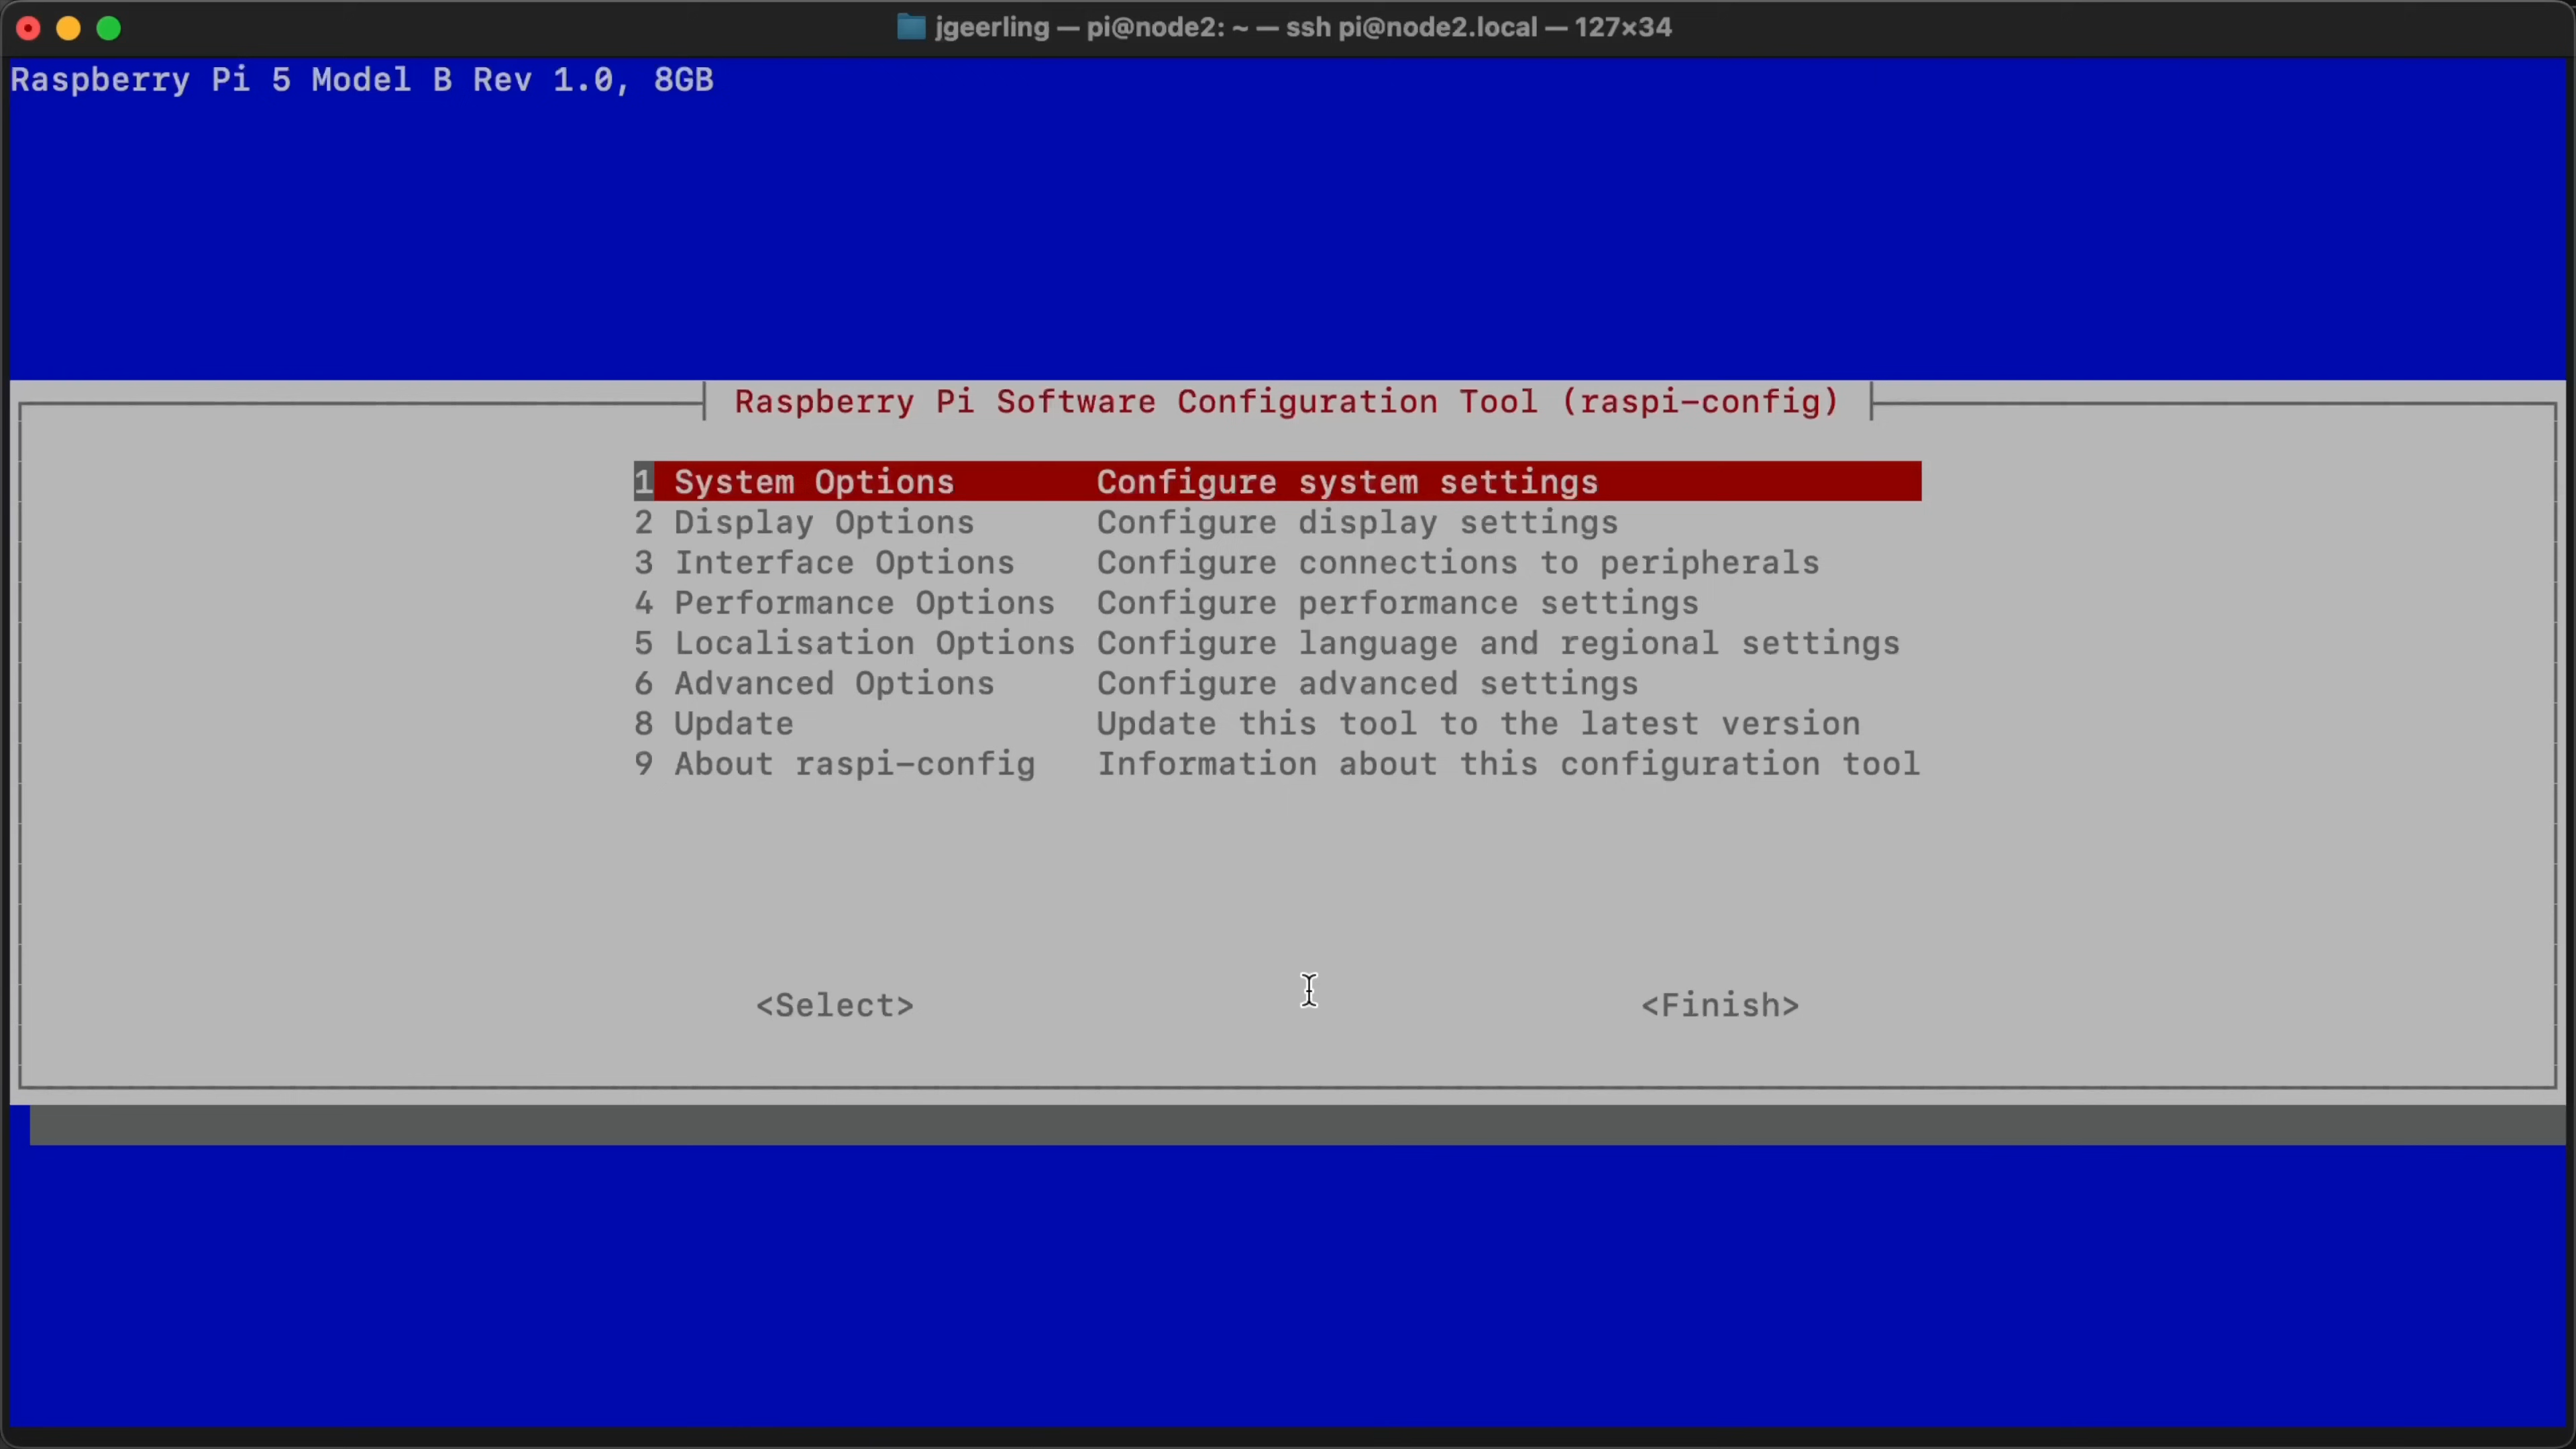 jgeerling — pi@node2: ~ — ssh pi@node2.local — 127×34
Raspberry Pi 5 Model B Rev 1.0, 8GB
Raspberry Pi Software Configuration Tool (raspi-config)
1 System Options Configure system settings
2 Display Options Configure display settings
3 Interface Options Configure connections to peripherals
4 Performance Options Configure performance settings
5 Localisation Options Configure language and regional settings
6 Advanced Options Configure advanced settings
8 Update Update this tool to the latest version
9 About raspi-config Information about this configuration tool
<Select> <Finish>